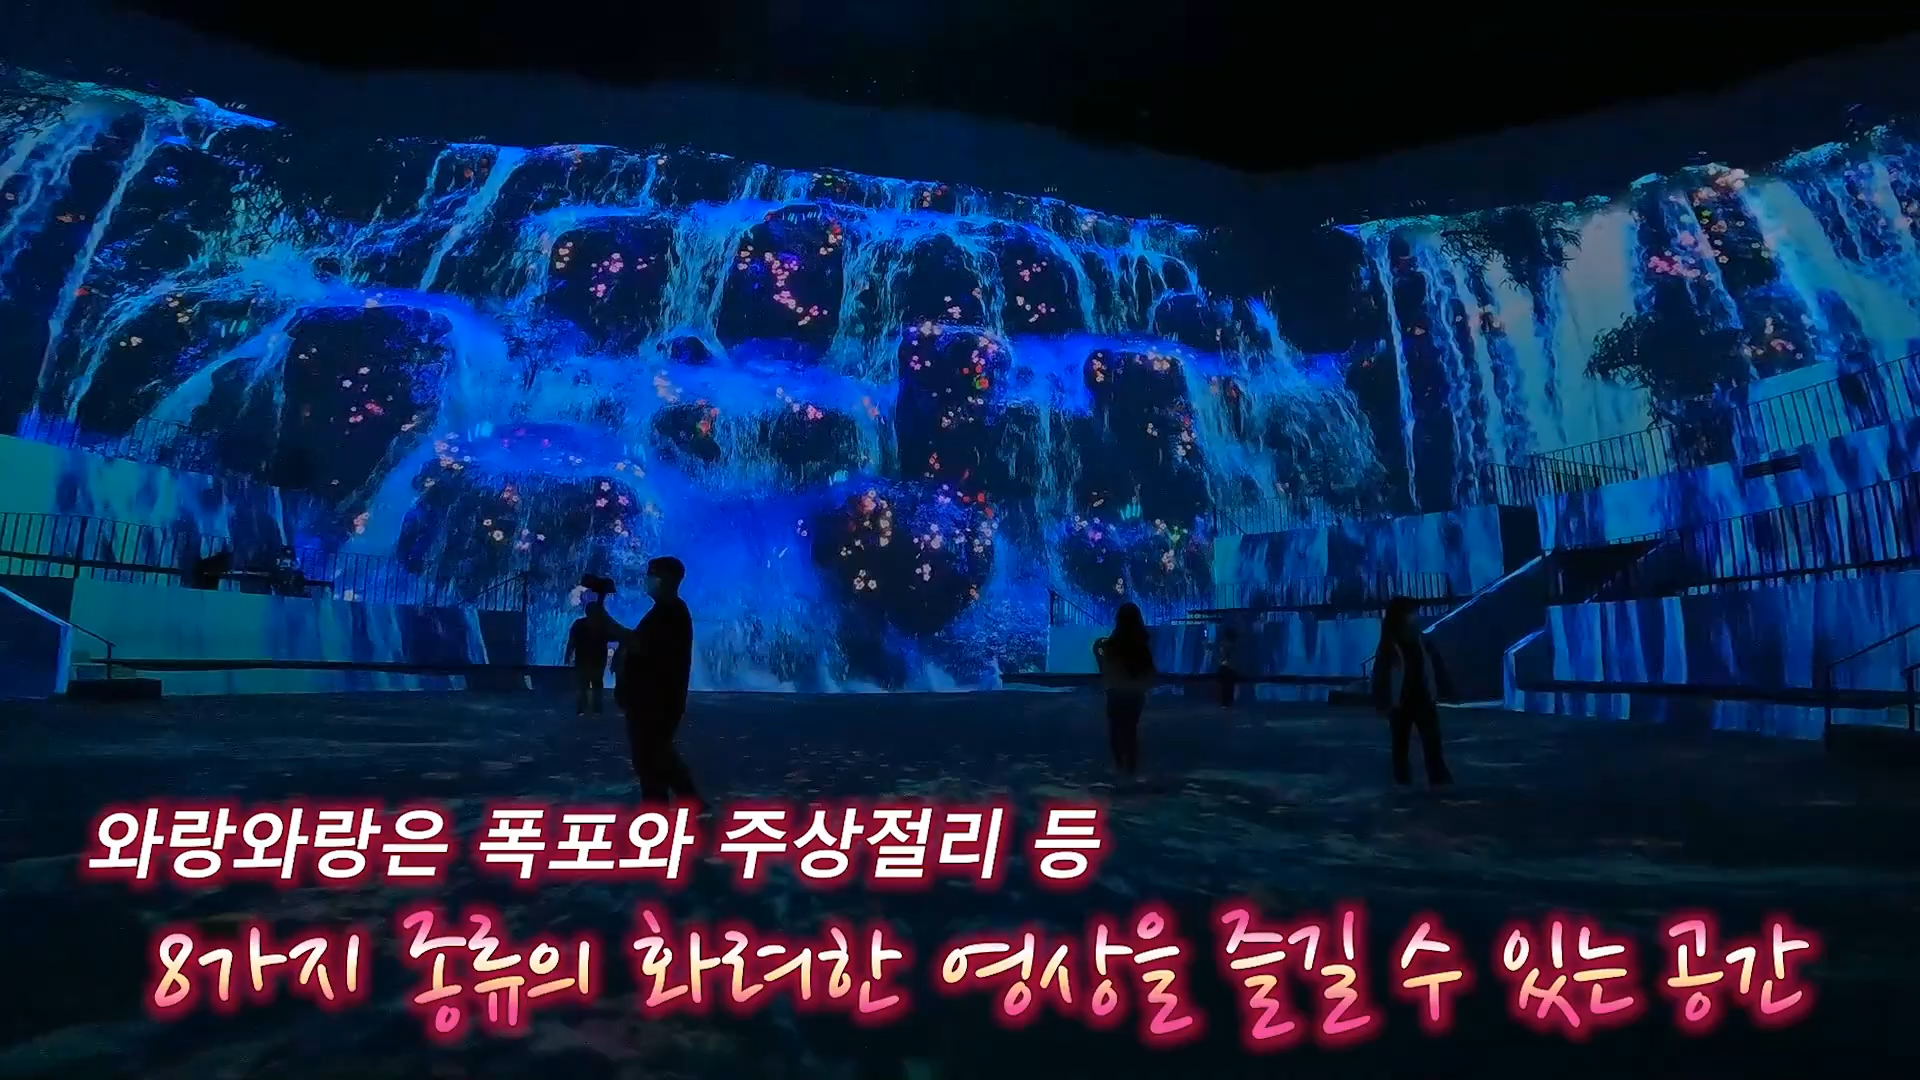 와랑와랑은 폭포와 주상절리 등
8가지 종류의 화려한 영상을 즐길 수 있는 공간